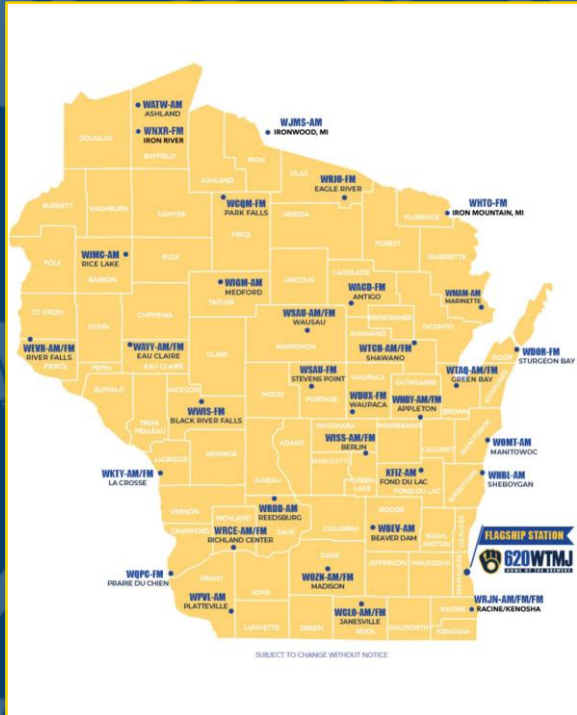 WATW-AM
ASHLAND
WNXR-FM
IRON RIVER
WJMS-AM
IRONWOOD, MI
DOUGLAS
BAYFIELD
IRON
VILAS
WRJO-FM
EAGLE RIVER
ASHLAND
WCQM-FM
PARK FALLS
WHTO-FM
IRON MOUNTAIN, MI
BURNETT
WASHBURN
SAWYER
ONEIDA
FLORENCE
PRICE
FOREST
MARINETTE
WJMC-AM
RICE LAKE
RUSK
POLK
BARRON
LINCOLN
LANGLADE
WIGM-AM
MEDFORD
TAYLOR
WACD-FM
ANTIGO
WMAM-AM
MARINETTE
ST. CROIX
DUNN
CHIPPEWA
MENOMINEE
OCONTO
WSAU-AM/FM
WAUSAU
MARATHON
SHAWANO
WTCH-AM/FM
SHAWANO
DOOR
WDOR-FM
STURGEON BAY
WEVR-AM/FM
RIVER FALLS
PIERCE
PEPIN
WAYY-AM/FM
EAU CLAIRE
EAU CLAIRE
CLARK
WSAU-FM
STEVENS POINT
WOOD
PORTAGE
WAUPACA
WDUX-FM
WAUPACA
OUTAGAMIE
WTAQ-AM/FM
GREEN BAY
BROWN
KEWAUNEE
BUFFALO
TREM-
PEALEAU
JACKSON
WWIS-FM
BLACK RIVER FALLS
WHBY-AM/FM
APPLETON
WAUSHARA
WINNEBAGO
WISS-AM/FM
BERLIN
CALUMET
MANITOWOC
WOMT-AM
MANITOWOC
LACROSSE
MONROE
ADAMS
MARQUETTE
GREEN
LAKE
KFIZ-AM
FOND DU LAC
FOND DU LAC
SHEBOYGAN
WHBL-AM
SHEBOYGAN
WKTY-AM/FM
LA CROSSE
JUNEAU
VERNON
WRDB-AM
REEDSBURG
RICHLAND
SAUK
COLUMBIA
DODGE
WBEV-AM
BEAVER DAM
WASH-
INGTON
OZAUKEE
FLAGSHIP STATION
620WTMJ
HOME OF THE BREWERS
CRAWFORD
WRCE-AM/FM
RICHLAND CENTER
WQPC-FM
PRARIE DU CHIEN
GRANT
IOWA
DANE
WOZN-AM/FM
MADISON
JEFFERSON
WAUKESHA
MILWAUKEE
WPVL-AM
PLATTEVILLE
LAFAYETTE
GREEN
WCLO-AM/FM
JANESVILLE
ROCK
WALWORTH
RACINE
KENOSHA
WRJN-AM/FM/FM
RACINE/KENOSHA
SUBJECT TO CHANGE WITHOUT NOTICE